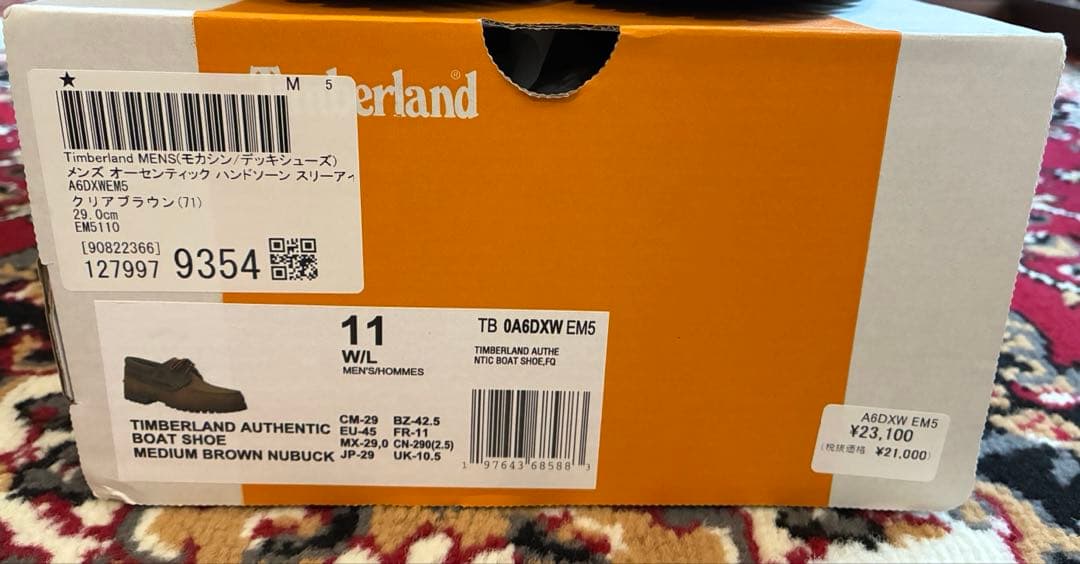 Timberland®
★ M 5
Timberland MENS(モカシン/デッキシューズ)
メンズ オーセンティック ハンドソーン スリーアイ
A6DXWEM5
クリアブラウン(71)
29.0cm
EM5110
[90822366]
127997 9354
11
W/L
MEN'S/HOMMES
TB 0A6DXW EM5
TIMBERLAND AUTHE
NTIC BOAT SHOE,FQ
TIMBERLAND AUTHENTIC
BOAT SHOE
MEDIUM BROWN NUBUCK
CM-29 BZ-42.5
EU-45 FR-11
MX-29,0 CN-290(2.5)
JP-29 UK-10.5
1 97643 68588 3
A6DXW EM5
¥23,100
(税抜価格 ¥21,000)